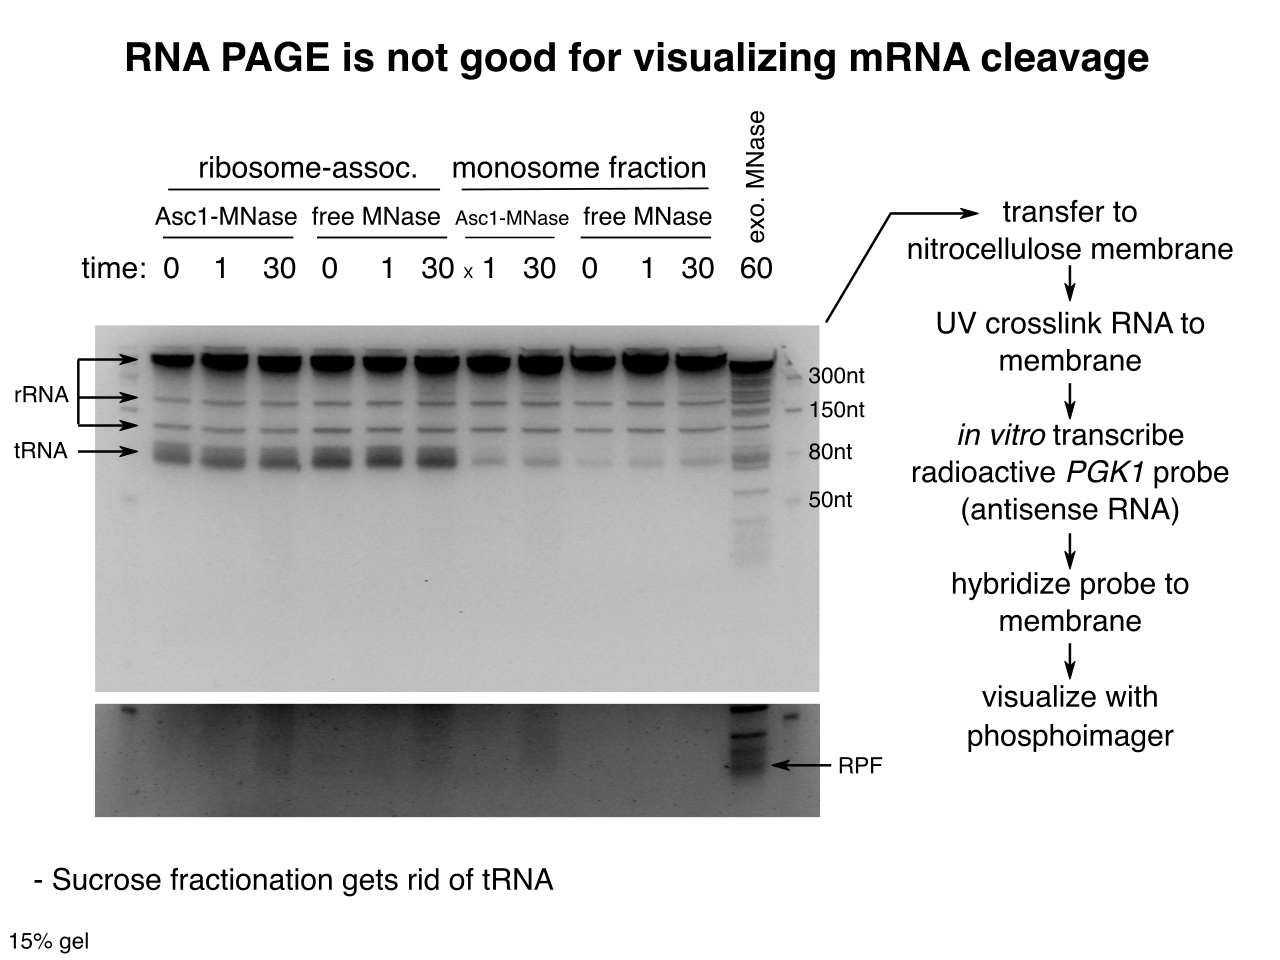 RNA PAGE is not good for visualizing mRNA cleavage
ribosome-assoc.
monosome fraction
exo. MNase
Asc1-MNase
free MNase
Asc1-MNase
free MNase
time: 0 1 30 0 1 30 x 1 30 0 1 30 60
rRNA
tRNA
300nt
150nt
80nt
50nt
RPF
transfer to
nitrocellulose membrane
UV crosslink RNA to
membrane
in vitro transcribe
radioactive PGK1 probe
(antisense RNA)
hybridize probe to
membrane
visualize with
phosphoimager
- Sucrose fractionation gets rid of tRNA
15% gel